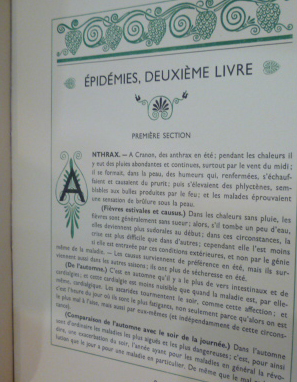 ÉPIDÉMIES, DEUXIÈME LIVRE
PREMIÈRE SECTION
ANTHRAX. — A Cranon, des anthrax en été ; pendant les chaleurs il
y eut des pluies abondantes et continues, surtout par le vent du midi ;
il se formait, dans la peau, des humeurs qui, renfermées, s'échauf-
faient et causaient du prurit ; puis s'élevaient des phlyctènes, sem-
blables aux bulles produites par le feu ; et les malades éprouvaient
une sensation de brûlure sous la peau.
(Fièvres estivales et causus.) Dans les chaleurs sans pluie, les
fièvres sont généralement sans sueur ; alors, s'il tombe un peu d'eau,
elles deviennent plus sudorales au début ; dans ces circonstances, la
crise est plus difficile que dans d'autres ; cependant elle l'est moins
si elle est entravée par ces conditions extérieures, et non par le génie
même de la maladie. — Les causus surviennent de préférence en été, mais ils sur-
viennent aussi dans les autres saisons ; ils ont plus de sécheresse en été.
(De l'automne.) C'est en automne qu'il y a le plus de vers intestinaux et de
cardialgies ; et cette cardialgie est moins nuisible que quand la maladie est, par elle-
même, cardialgique. Les ascarides tourmentent le soir, comme cette affection ; et
c'est l'heure du jour où ils sont le plus fatigants, non seulement parce qu'alors on est
le plus mal à l'aise, mais aussi par eux-mêmes (et indépendamment de cette circons-
(Comparaison de l'automne avec le soir de la journée.) Dans l'automne
sont d'ordinaire les maladies les plus aiguës et les plus dangereuses ; c'est, pour ainsi
dire, une exacerbation du soir, l'année ayant pour les maladies en général la révo-
lution que le jour a pour une maladie en particulier. De même que le mal